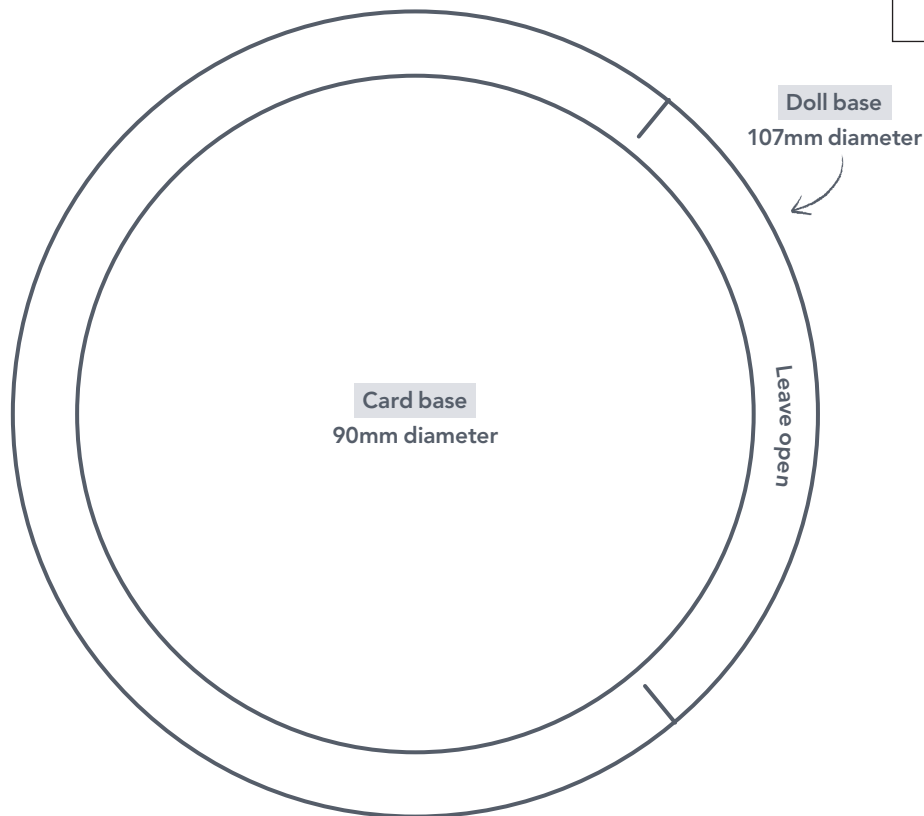 Doll base
107mm diameter
Card base
90mm diameter
Leave open